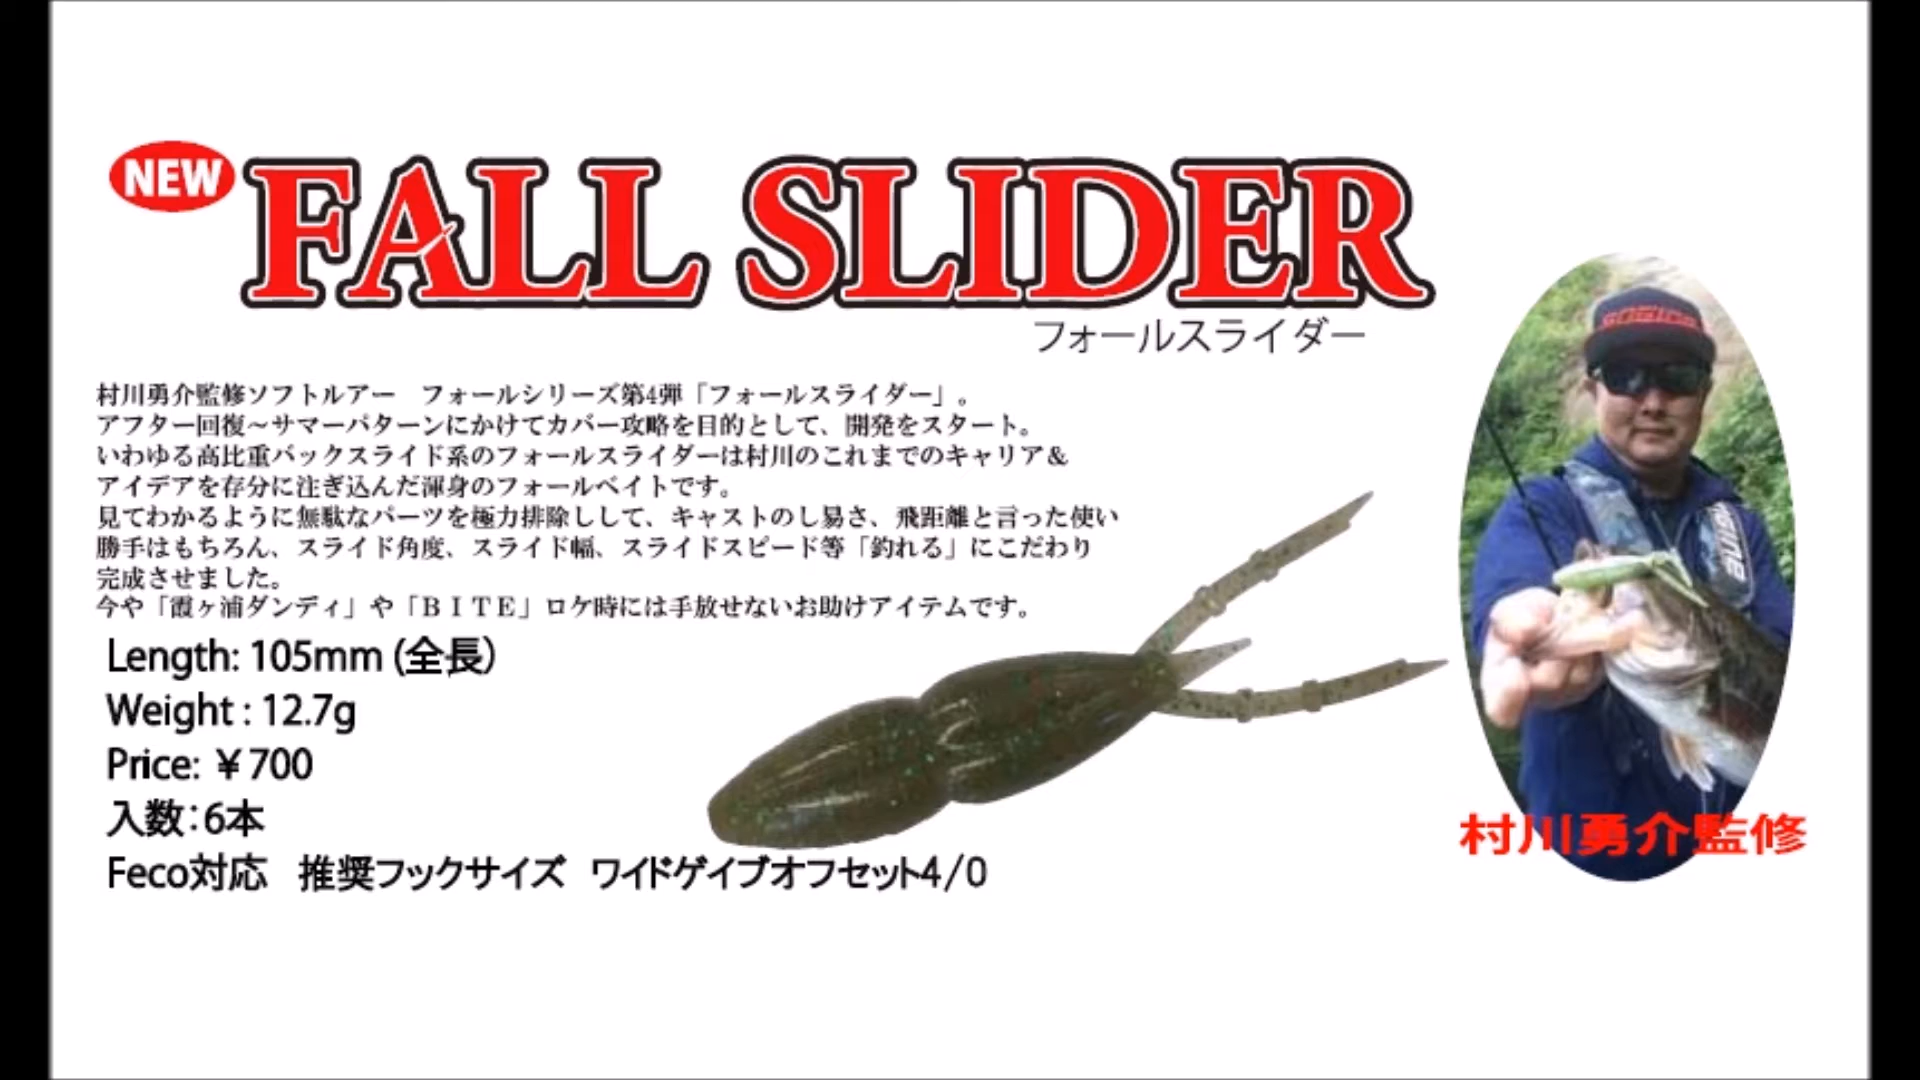 NEW
FALL SLIDER
フォールスライダー
村川勇介監修ソフトルアー　フォールシリーズ第4弾「フォールスライダー」。
アフター回復～サマーパターンにかけてカバー攻略を目的として、開発をスタート。
いわゆる高比重バックスライド系のフォールスライダーは村川のこれまでのキャリア＆
アイデアを存分に注ぎ込んだ渾身のフォールベイトです。
見てわかるように無駄なパーツを極力排除しして、キャストのし易さ、飛距離と言った使い
勝手はもちろん、スライド角度、スライド幅、スライドスピード等「釣れる」にこだわり
完成させました。
今や「霞ヶ浦ダンディ」や「ＢＩＴＥ」ロケ時には手放せないお助けアイテムです。
Length: 105mm (全長)
Weight : 12.7g
Price: ￥700
入数：6本
Feco対応　推奨フックサイズ　ワイドゲイブオフセット4/0
村川勇介監修